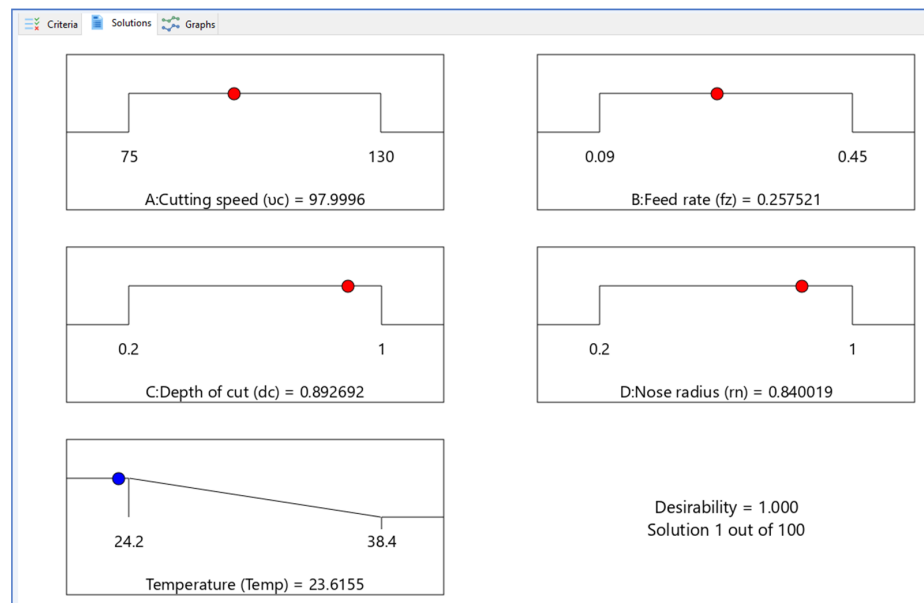 Criteria Solutions Graphs
75 130
A:Cutting speed (υc) = 97.9996
0.09 0.45
B:Feed rate (fz) = 0.257521
0.2 1
C:Depth of cut (dc) = 0.892692
0.2 1
D:Nose radius (rn) = 0.840019
24.2 38.4
Temperature (Temp) = 23.6155
Desirability = 1.000
Solution 1 out of 100